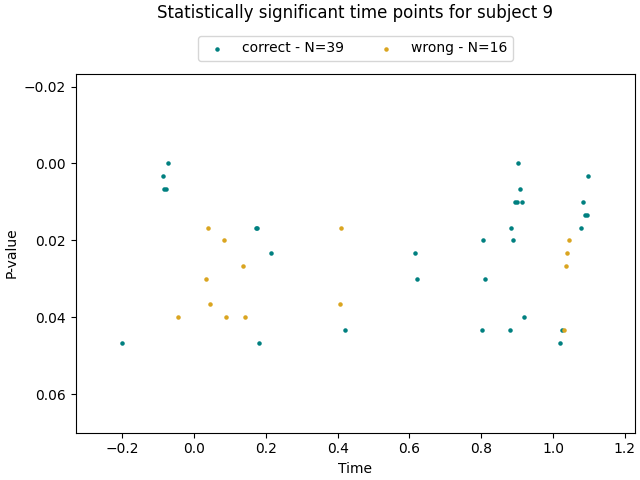 Statistically significant time points for subject 9
correct - N=39 wrong - N=16
−0.02
0.00
0.02
0.04
0.06
P-value
−0.2 0.0 0.2 0.4 0.6 0.8 1.0 1.2
Time